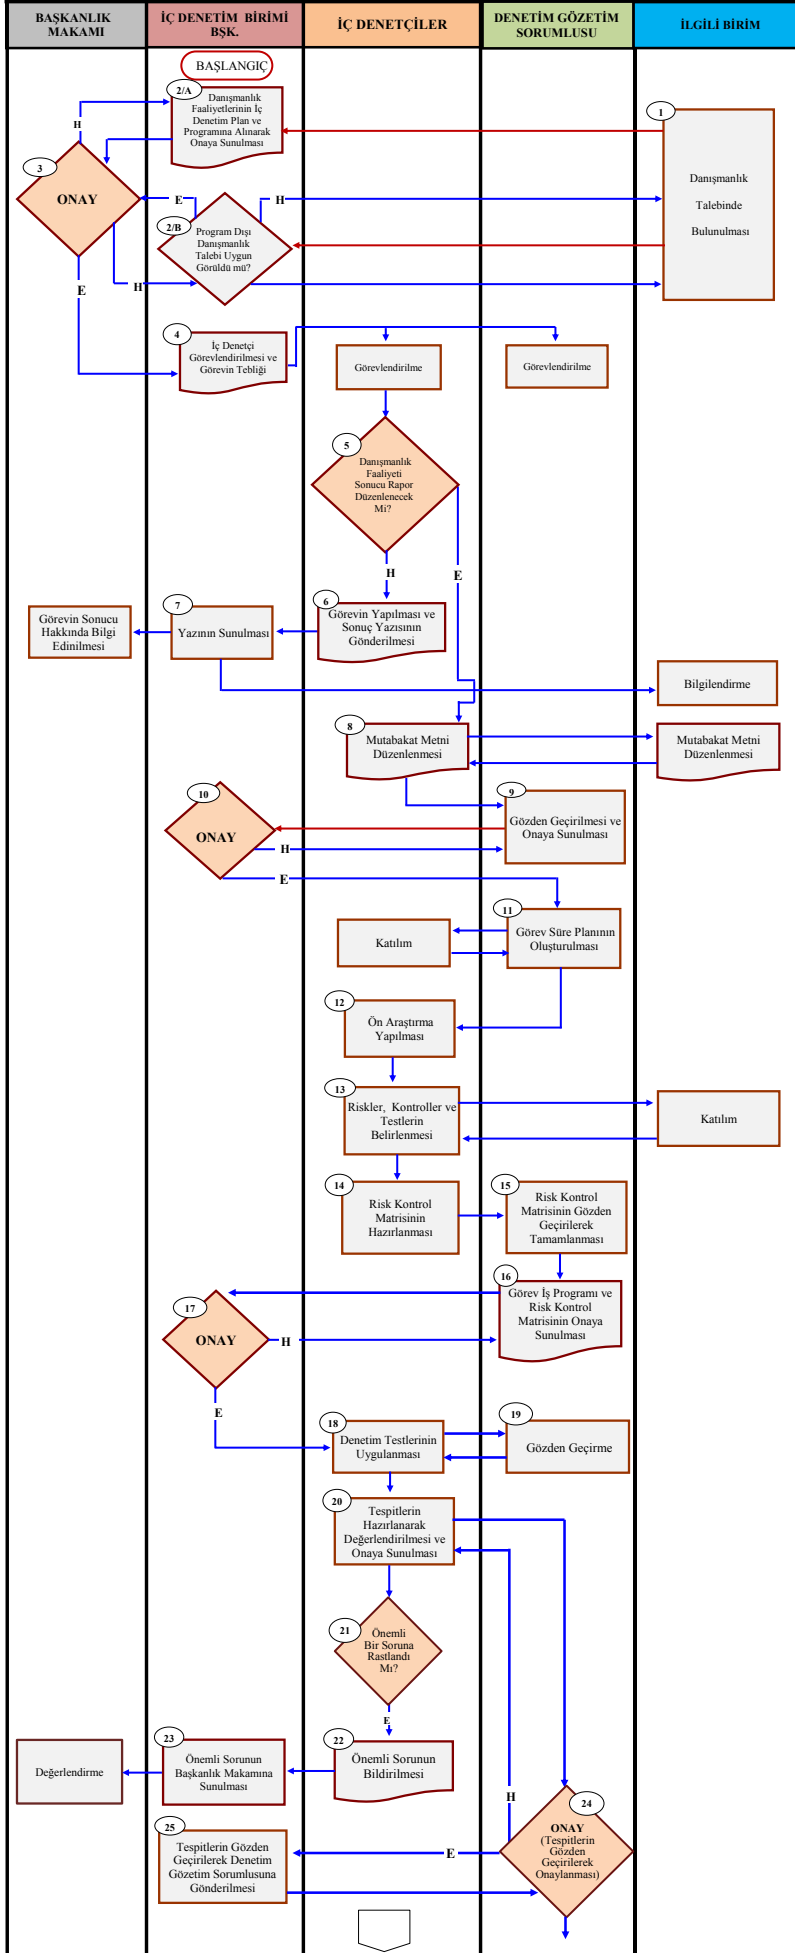 BAŞKANLIK
MAKAMI
İÇ DENETİM BİRİMİ
BŞK.
İÇ DENETÇİLER
DENETİM GÖZETİM
SORUMLUSU
İLGİLİ BİRİM
BAŞLANGIÇ
2/A
Danışmanlık
Faaliyetlerinin İç
Denetim Plan ve
Programına Alınarak
Onaya Sunulması
H
1
Danışmanlık
Talebinde
Bulunulması
3
ONAY
E
H
2/B
Program Dışı
Danışmanlık
Talebi Uygun
Görüldü mü?
E
H
4
İç Denetçi
Görevlendirilmesi ve
Görevin Tebliği
Görevlendirilme
Görevlendirilme
5
Danışmanlık
Faaliyeti
Sonucu Rapor
Düzenlenecek
Mi?
H
E
6
Görevin Yapılması ve
Sonuç Yazısının
Gönderilmesi
7
Yazının Sunulması
Görevin Sonucu
Hakkında Bilgi
Edinilmesi
Bilgilendirme
8
Mutabakat Metni
Düzenlenmesi
Mutabakat Metni
Düzenlenmesi
9
Gözden Geçirilmesi ve
Onaya Sunulması
10
ONAY
H
E
11
Görev Süre Planının
Oluşturulması
Katılım
12
Ön Araştırma
Yapılması
13
Riskler, Kontroller ve
Testlerin
Belirlenmesi
Katılım
14
Risk Kontrol
Matrisinin
Hazırlanması
15
Risk Kontrol
Matrisinin Gözden
Geçirilerek
Tamamlanması
16
Görev İş Programı ve
Risk Kontrol
Matrisinin Onaya
Sunulması
17
ONAY
H
E
18
Denetim Testlerinin
Uygulanması
19
Gözden Geçirme
20
Tespitlerin
Hazırlanarak
Değerlendirilmesi ve
Onaya Sunulması
21
Önemli
Bir Soruna
Rastlandı
Mı?
E
22
Önemli Sorunun
Bildirilmesi
23
Önemli Sorunun
Başkanlık Makamına
Sunulması
Değerlendirme
H
24
ONAY
(Tespitlerin
Gözden
Geçirilerek
Onaylanması)
E
25
Tespitlerin Gözden
Geçirilerek Denetim
Gözetim Sorumlusuna
Gönderilmesi